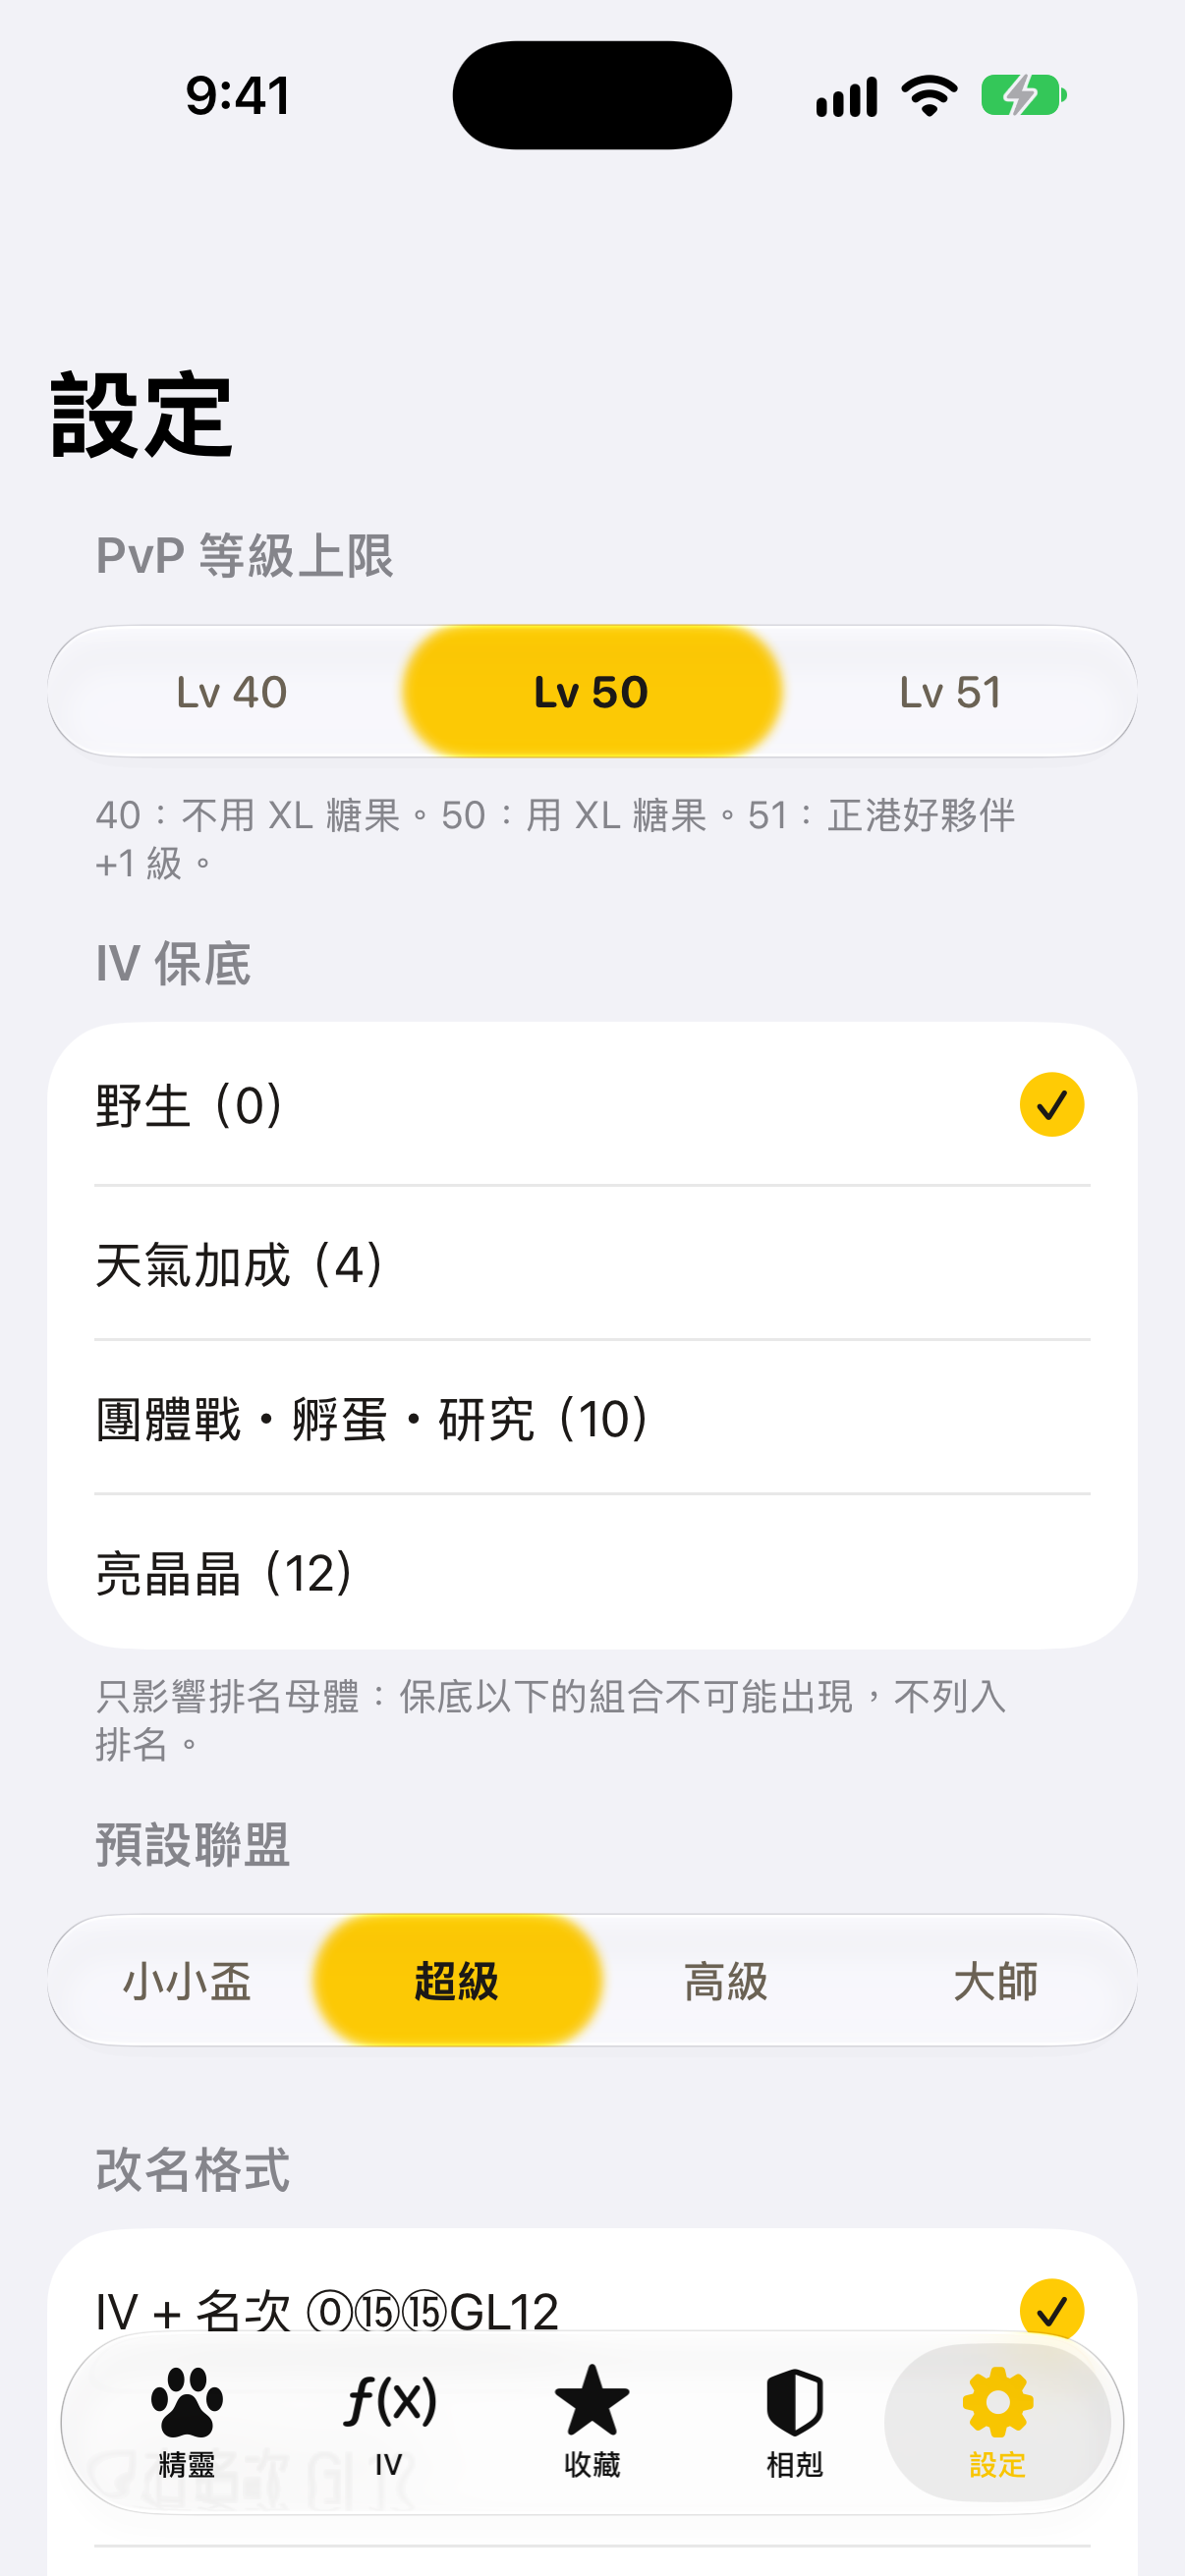 9:41
設定
PvP 等級上限
Lv 40
Lv 50
Lv 51
40：不用 XL 糖果。50：用 XL 糖果。51：正港好夥伴
+1 級。
IV 保底
野生（0）
天氣加成（4）
團體戰・孵蛋・研究（10）
亮晶晶（12）
只影響排名母體：保底以下的組合不可能出現，不列入
排名。
預設聯盟
小小盃
超級
高級
大師
改名格式
IV + 名次 ⓪⑮⑮GL12
精靈
f(x)
IV
收藏
相剋
設定